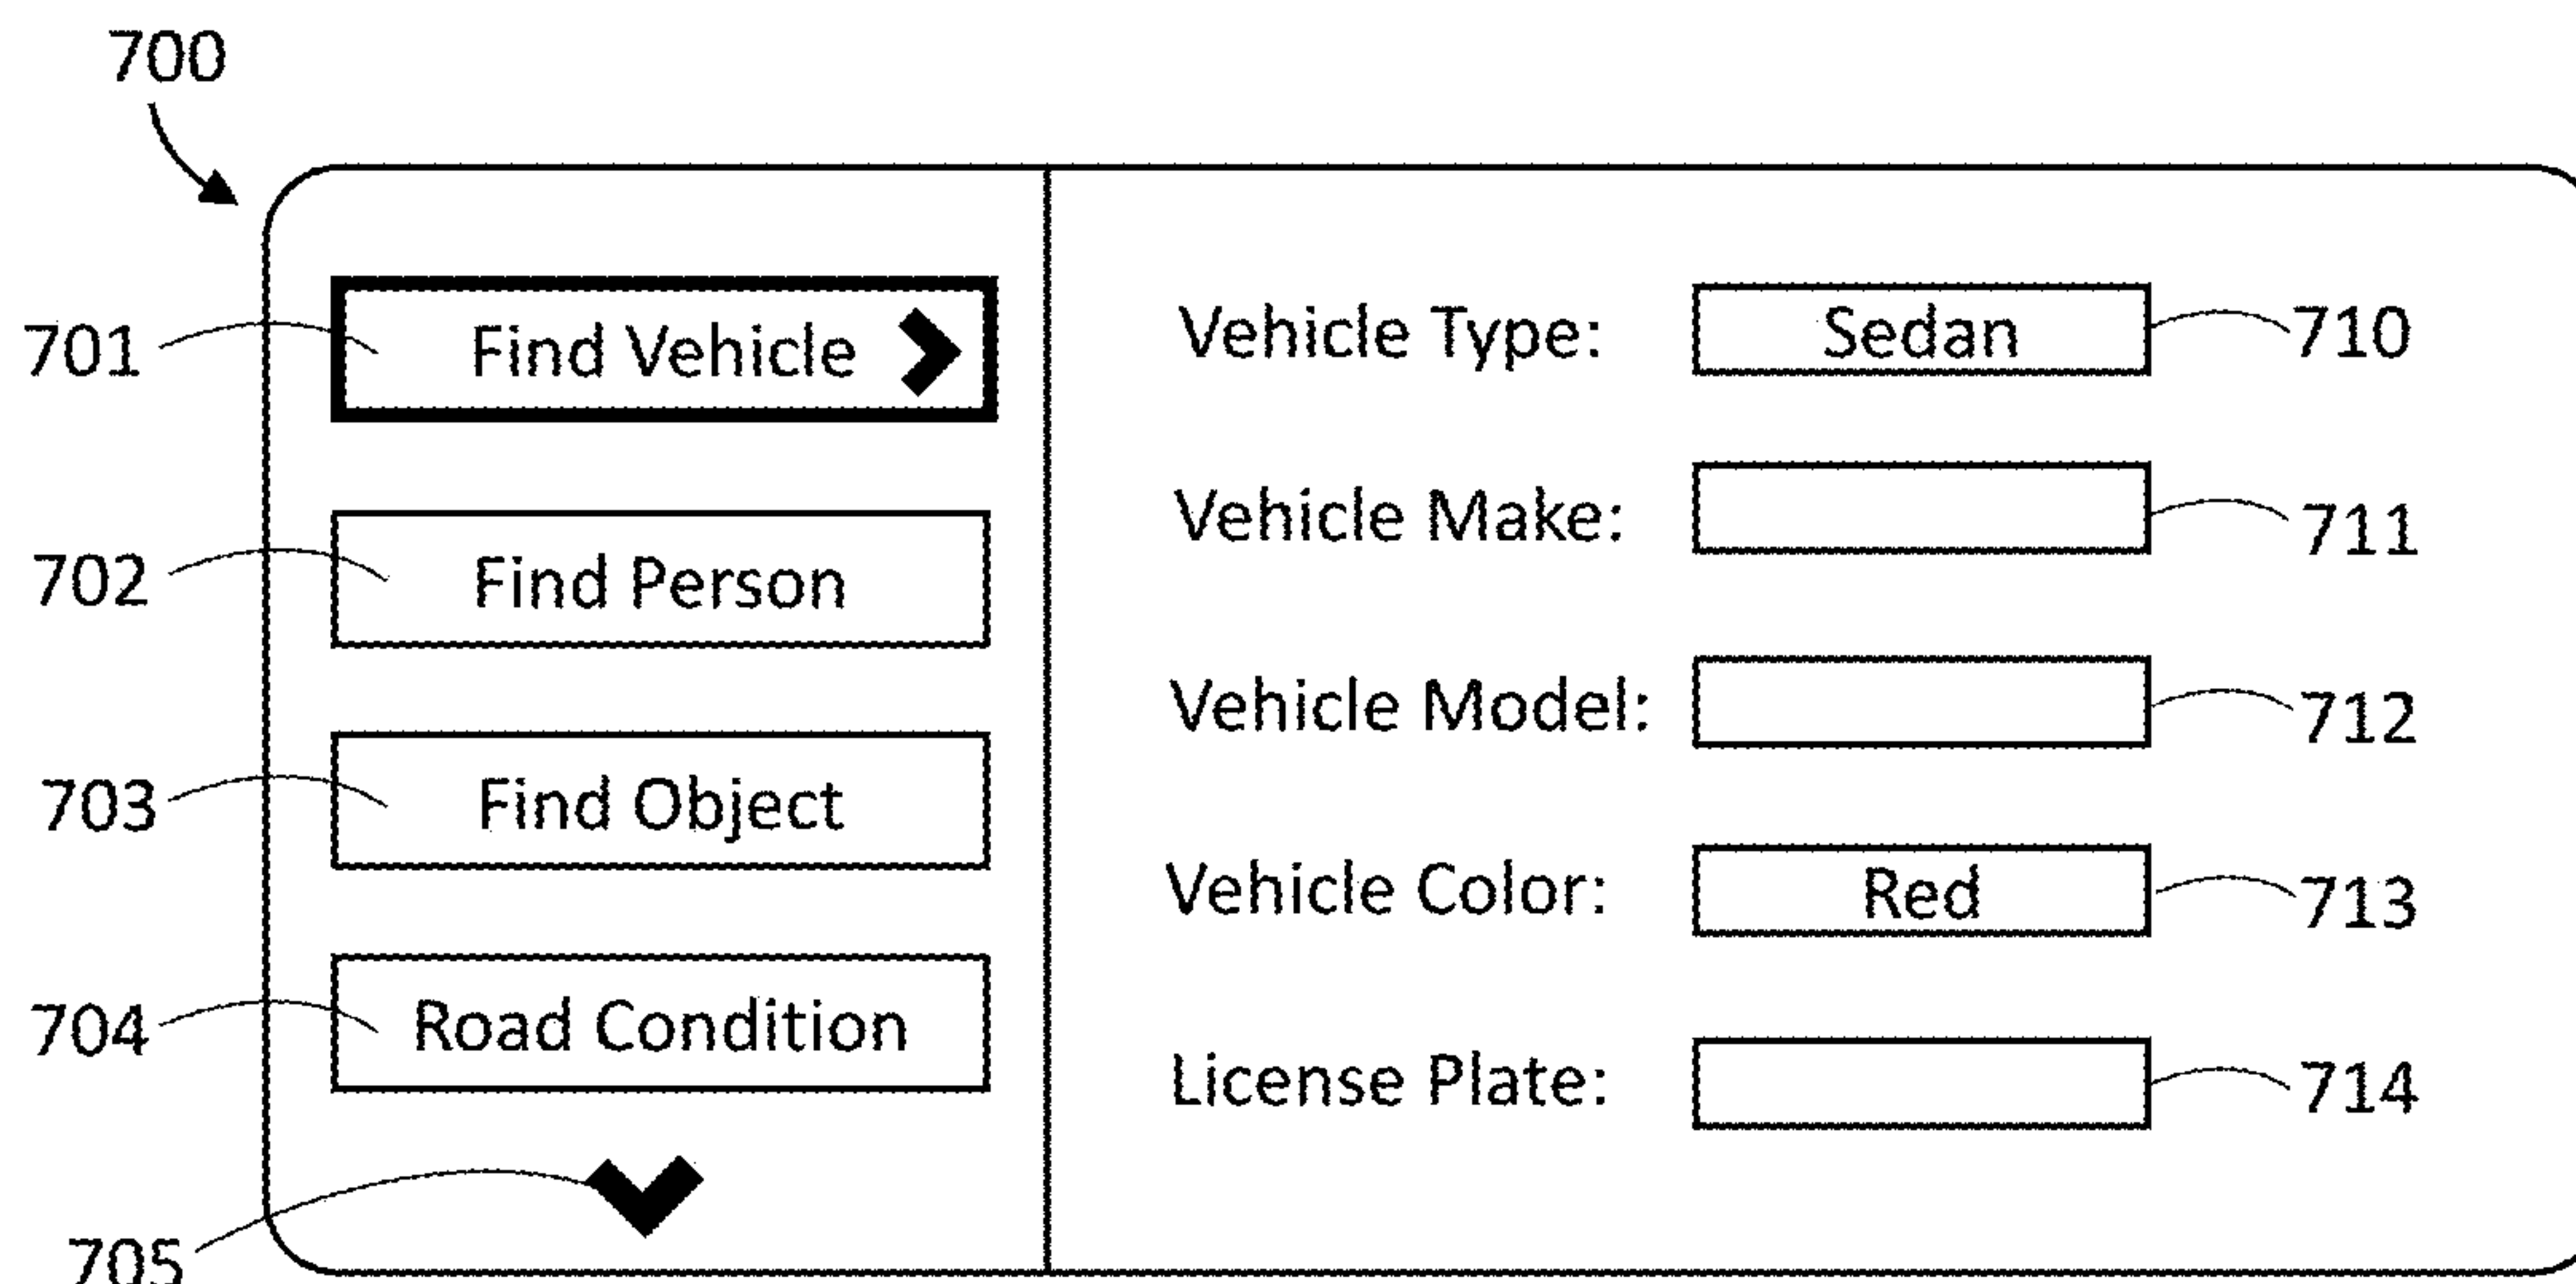 700
701 Find Vehicle
702 Find Person
703 Find Object
704 Road Condition
705
Vehicle Type: Sedan 710
Vehicle Make: 711
Vehicle Model: 712
Vehicle Color: Red 713
License Plate: 714